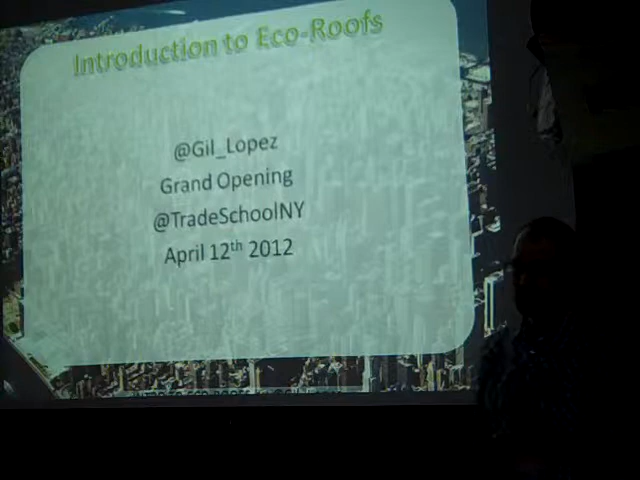 Introduction to Eco-Roofs
@Gil_Lopez
Grand Opening
@TradeSchoolNY
April 12th 2012